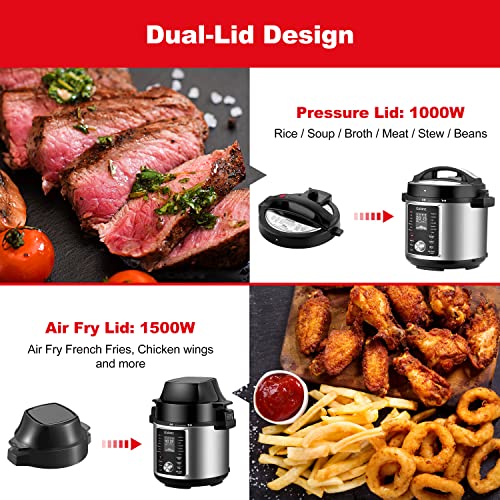 Dual-Lid Design
Pressure Lid: 1000W
Rice / Soup / Broth / Meat / Stew / Beans
Air Fry Lid: 1500W
Air Fry French Fries, Chicken wings
and more